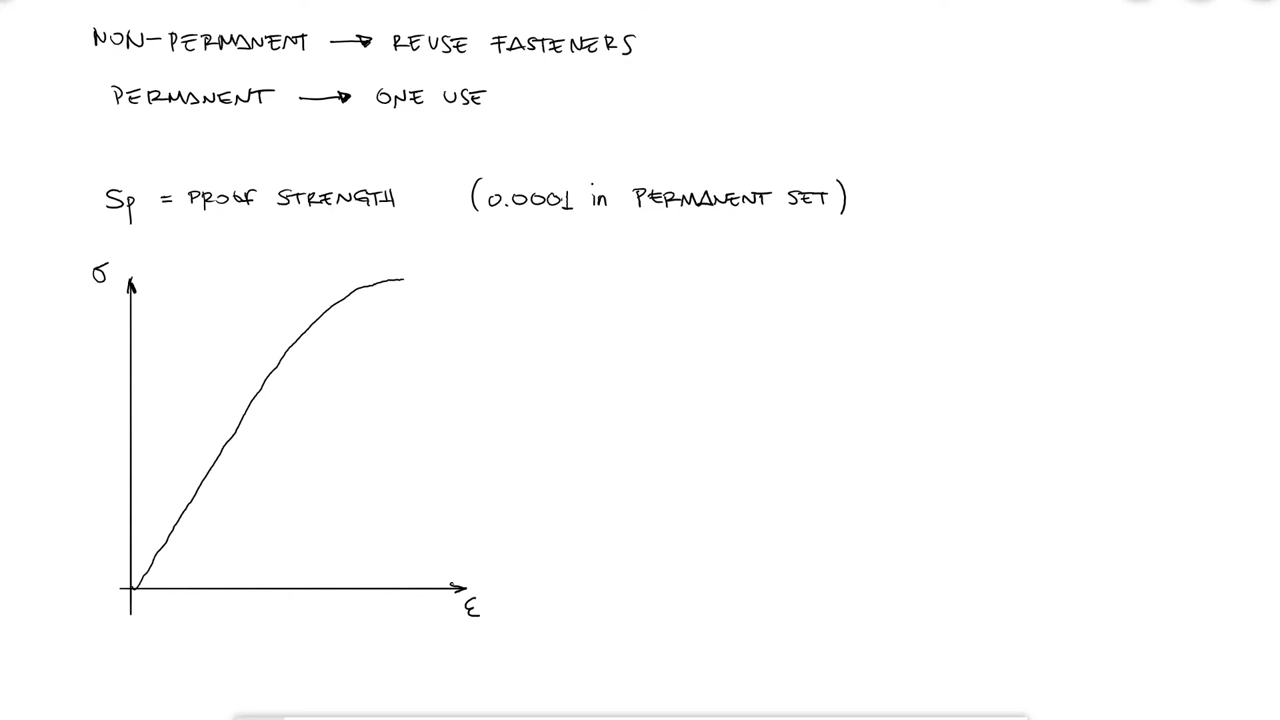 NON-PERMANENT → REUSE FASTENERS
PERMANENT → ONE USE
Sp = PROOF STRENGTH (0.0001 in PERMANENT SET)
σ
ε